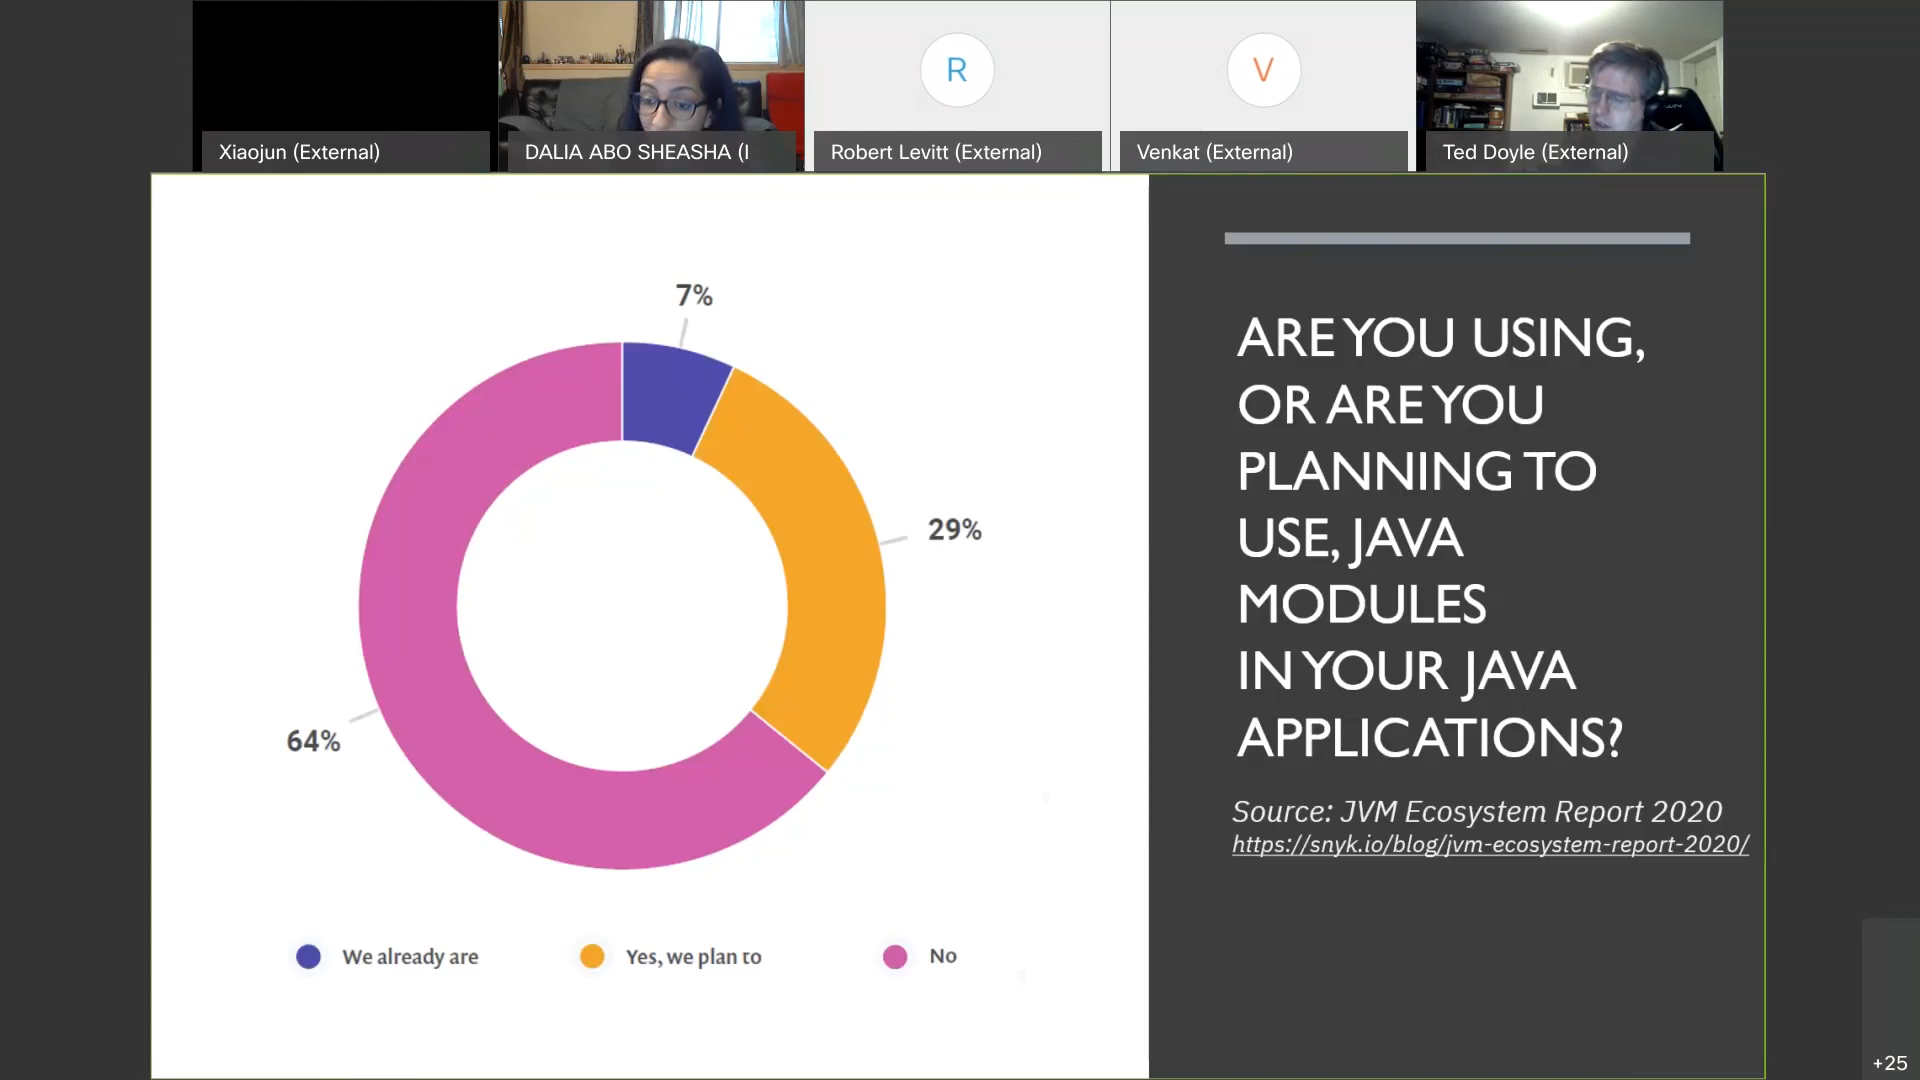 R
V
Xiaojun (External)
DALIA ABO SHEASHA (I
Robert Levitt (External)
Venkat (External)
Ted Doyle (External)
7%
29%
64%
We already are
Yes, we plan to
No
ARE YOU USING,
OR ARE YOU
PLANNING TO
USE, JAVA
MODULES
IN YOUR JAVA
APPLICATIONS?
Source: JVM Ecosystem Report 2020
https://snyk.io/blog/jvm-ecosystem-report-2020/
+25